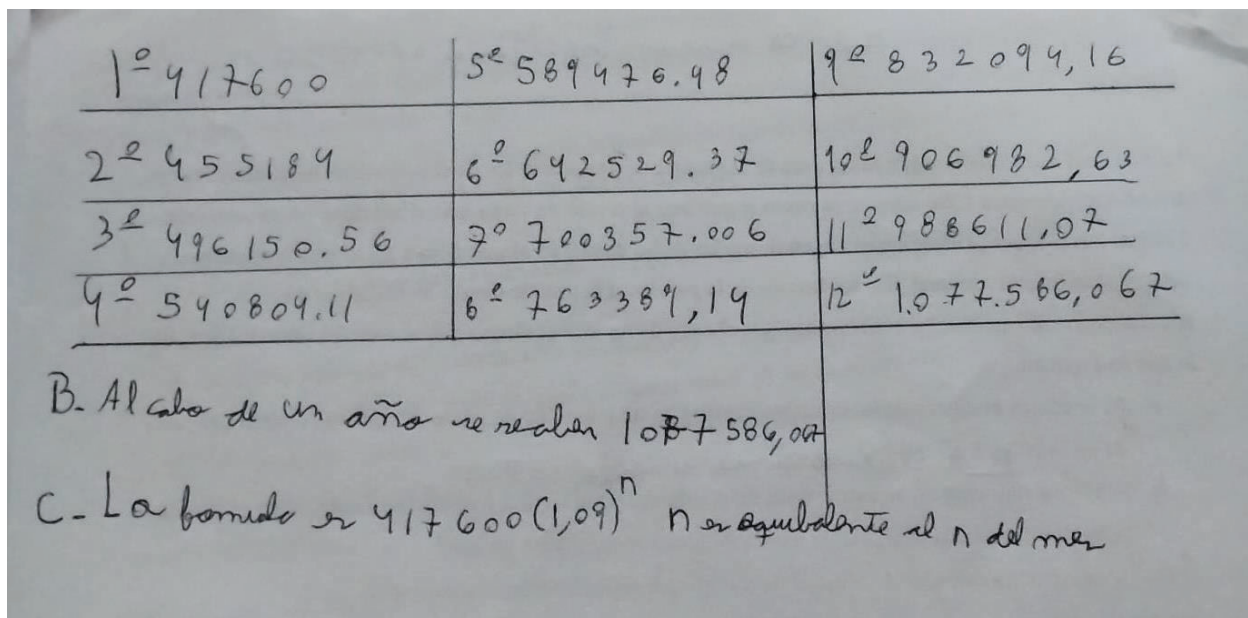 1º 417600 5º 589476.48 9º 832094,16
2º 455184 6º 642529.37 10º 906982,63
3º 496150.56 7º 700357.006 11º 988611,07
4º 540804.11 8º 763389,14 12º 1.077.586,067
B. Al cabo de un año se reciben 1077586,067
C - La formula es 417600 (1,09)^n n es equibalente al n del mes